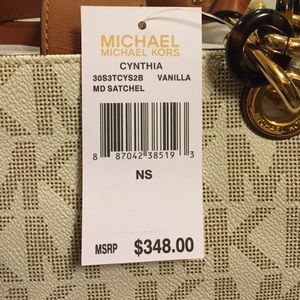 MICHAEL
MICHAEL KORS
CYNTHIA
30S3TCYS2B VANILLA
MD SATCHEL
8 87042 38519 3
NS
MSRP $348.00